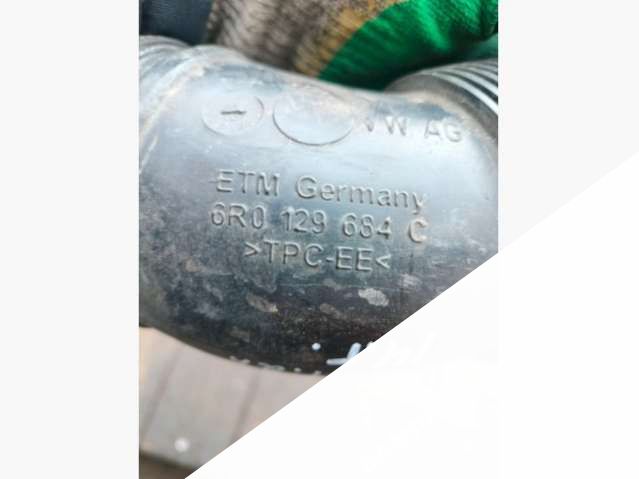 VW AG
ETM Germany
6R0 129 684 C
>TPC-EE<